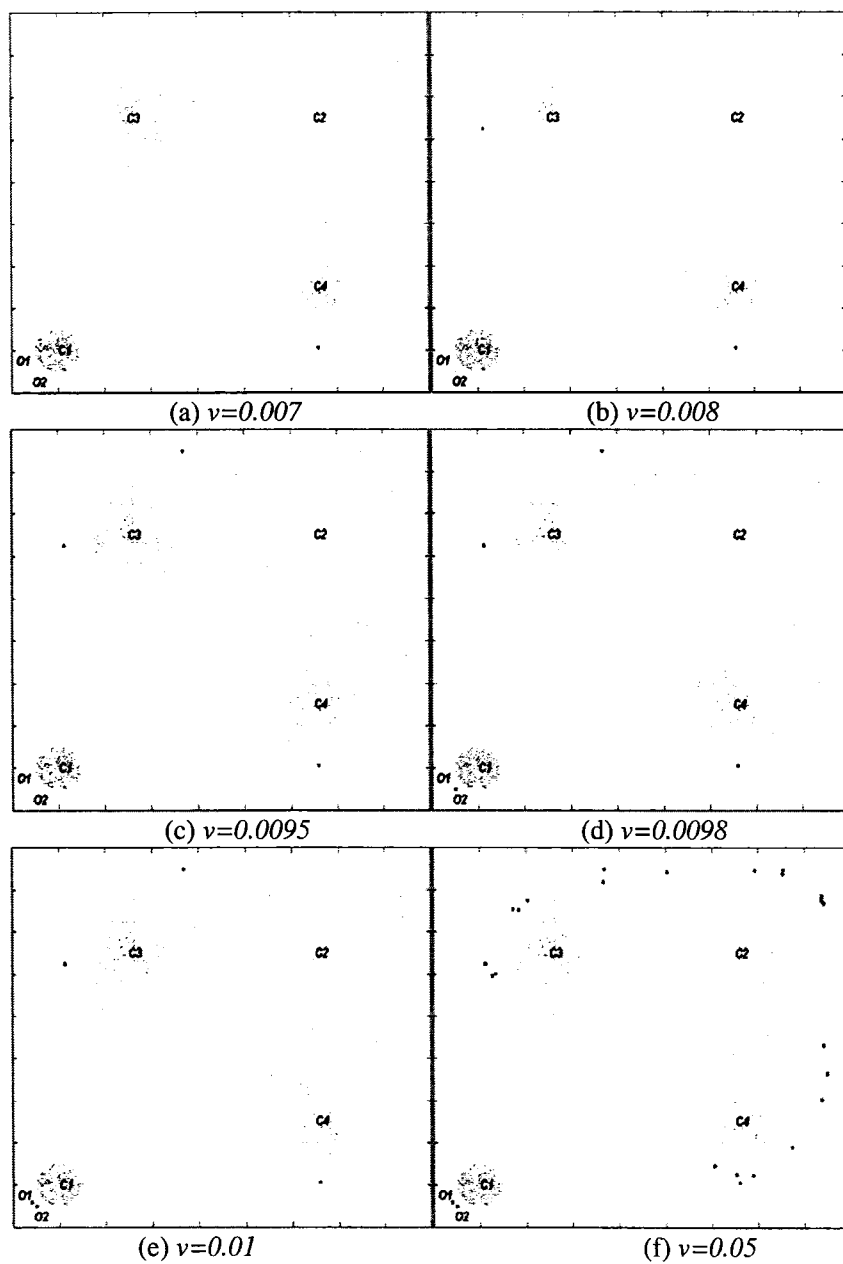 C3 C2 C3 C2
C4 C4
O1 C1 O1 C1
O2 O2
(a) v=0.007 (b) v=0.008
C3 C2 C3 C2
C4 C4
O1 C1 O1 C1
O2 O2
(c) v=0.0095 (d) v=0.0098
C3 C2 C3 C2
C4 C4
O1 C1 O1 C1
O2 O2
(e) v=0.01 (f) v=0.05